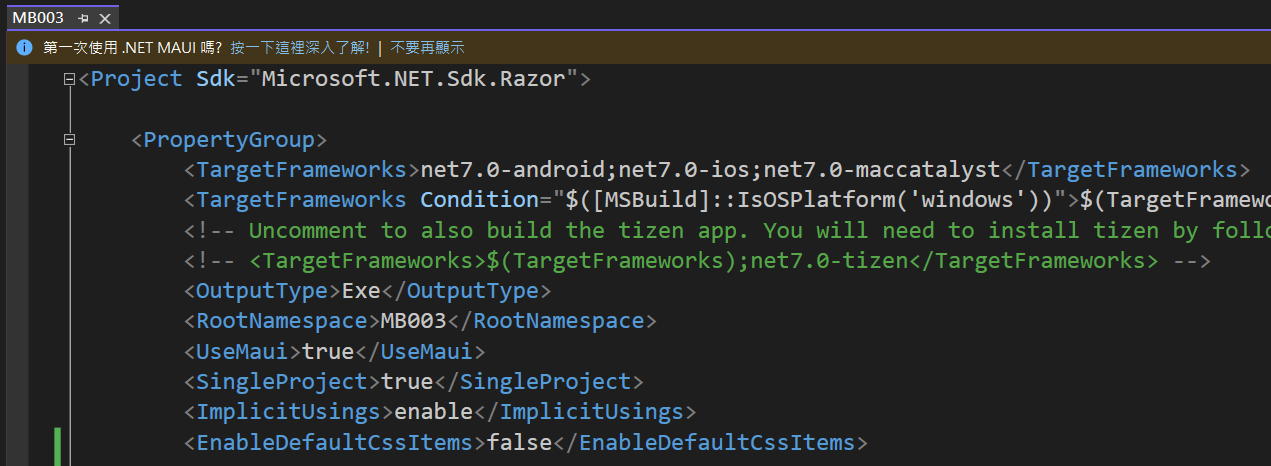 MB003
第一次使用 .NET MAUI 嗎? 按一下這裡深入了解! | 不要再顯示
<Project Sdk="Microsoft.NET.Sdk.Razor">
<PropertyGroup>
<TargetFrameworks>net7.0-android;net7.0-ios;net7.0-maccatalyst</TargetFrameworks>
<TargetFrameworks Condition="$([MSBuild]::IsOSPlatform('windows'))">$(TargetFramewo
<!-- Uncomment to also build the tizen app. You will need to install tizen by follo
<!-- <TargetFrameworks>$(TargetFrameworks);net7.0-tizen</TargetFrameworks> -->
<OutputType>Exe</OutputType>
<RootNamespace>MB003</RootNamespace>
<UseMaui>true</UseMaui>
<SingleProject>true</SingleProject>
<ImplicitUsings>enable</ImplicitUsings>
<EnableDefaultCssItems>false</EnableDefaultCssItems>